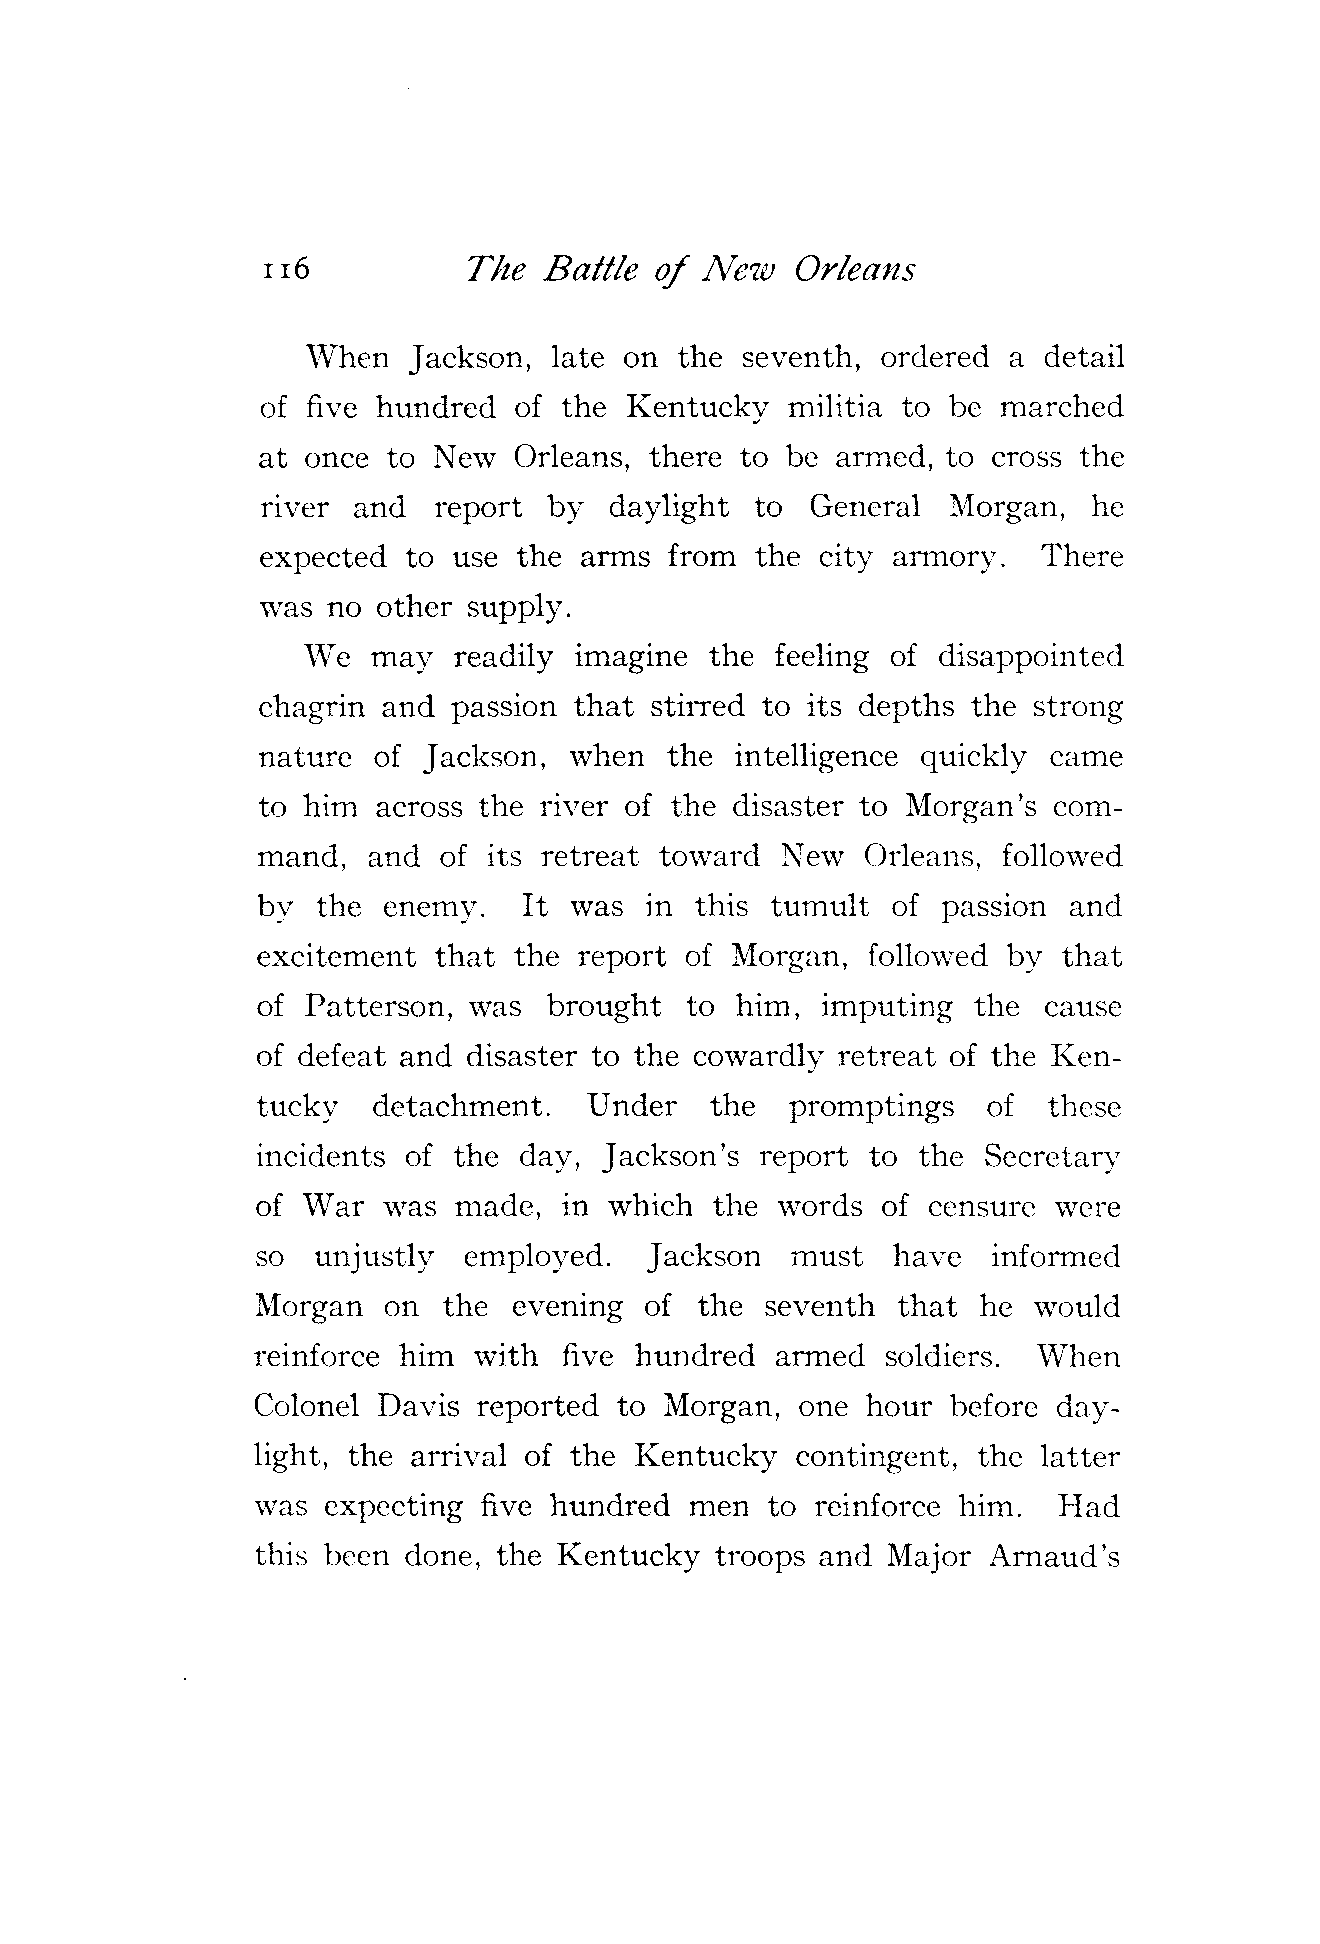 116 The Battle of New Orleans
When Jackson, late on the seventh, ordered a detail
of five hundred of the Kentucky militia to be marched
at once to New Orleans, there to be armed, to cross the
river and report by daylight to General Morgan, he
expected to use the arms from the city armory. There
was no other supply.
We may readily imagine the feeling of disappointed
chagrin and passion that stirred to its depths the strong
nature of Jackson, when the intelligence quickly came
to him across the river of the disaster to Morgan's com-
mand, and of its retreat toward New Orleans, followed
by the enemy. It was in this tumult of passion and
excitement that the report of Morgan, followed by that
of Patterson, was brought to him, imputing the cause
of defeat and disaster to the cowardly retreat of the Ken-
tucky detachment. Under the promptings of these
incidents of the day, Jackson's report to the Secretary
of War was made, in which the words of censure were
so unjustly employed. Jackson must have informed
Morgan on the evening of the seventh that he would
reinforce him with five hundred armed soldiers. When
Colonel Davis reported to Morgan, one hour before day-
light, the arrival of the Kentucky contingent, the latter
was expecting five hundred men to reinforce him. Had
this been done, the Kentucky troops and Major Arnaud's